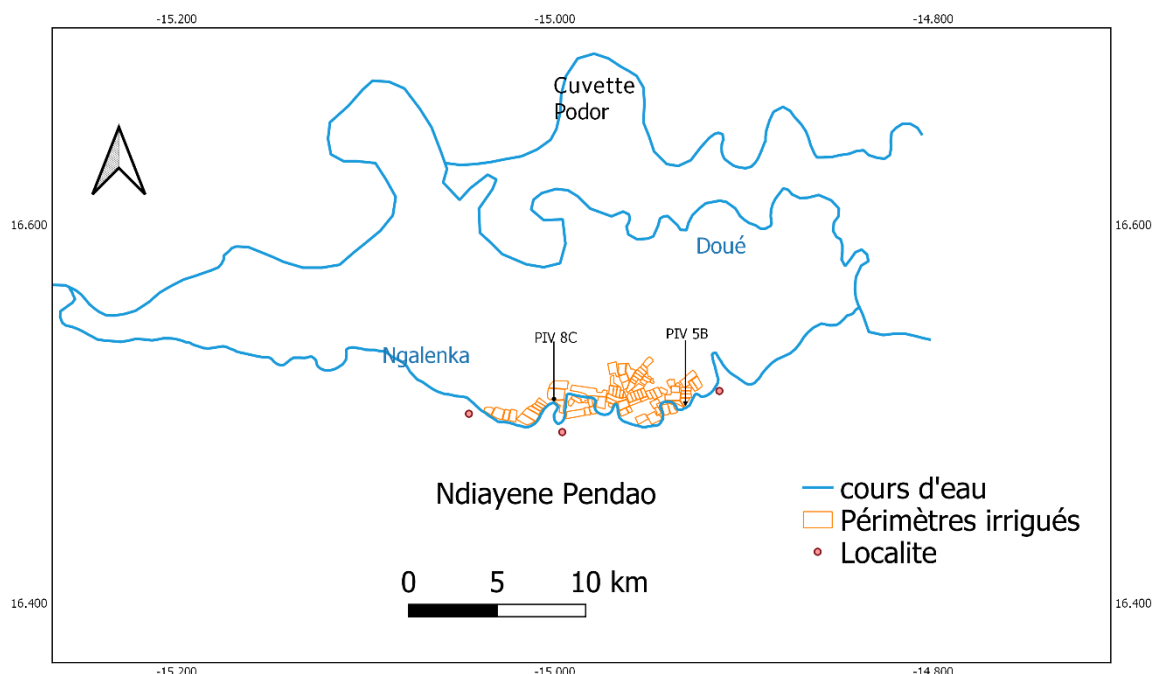 -15.200
-15.000
-14.800
Cuvette
Podor
16.600
16.600
Doué
PIV 8C
PIV 5B
Ngalenka
Ndiayene Pendao
cours d'eau
Périmètres irrigués
Localite
0 5 10 km
16.400
16.400
-15.200
-15.000
-14.800